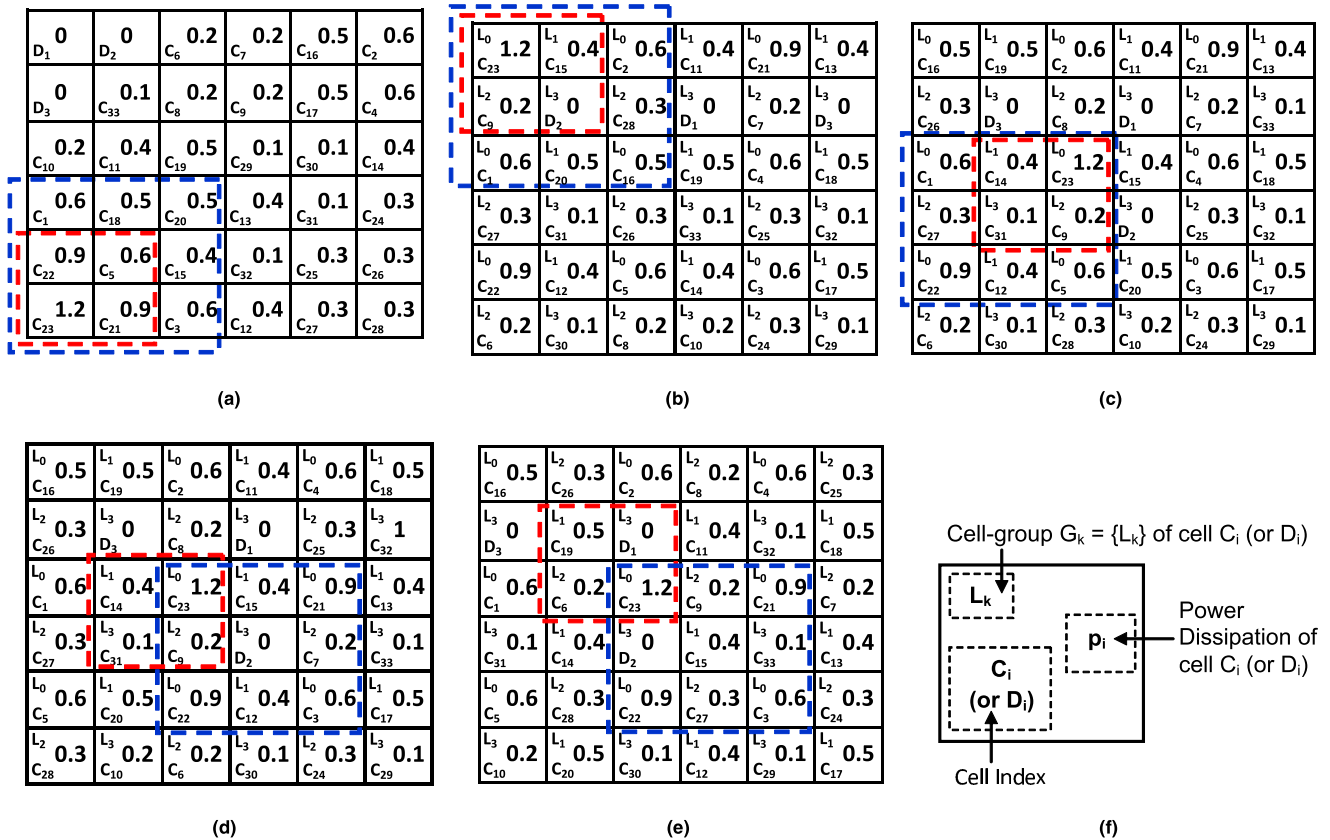 0 0 0.2 0.2 0.5 0.6
D1 D2 C6 C7 C16 C2
0 0.1 0.2 0.2 0.5 0.6
D3 C33 C8 C9 C17 C4
0.2 0.4 0.5 0.1 0.1 0.4
C10 C11 C19 C29 C30 C14
0.6 0.5 0.5 0.4 0.1 0.3
C1 C18 C20 C13 C31 C24
0.9 0.6 0.4 0.1 0.3 0.3
C22 C5 C15 C32 C25 C26
1.2 0.9 0.6 0.4 0.3 0.3
C23 C21 C3 C12 C27 C28
(a)
L0 1.2 L1 0.4 L0 0.6 L1 0.4 L0 0.9 L1 0.4
C23 C15 C2 C11 C21 C13
L2 0.2 L3 0 L2 0.3 L3 0 L2 0.2 L3 0
C9 D2 C28 D1 C7 D3
L0 0.6 L1 0.5 L0 0.5 L1 0.5 L0 0.6 L1 0.5
C1 C20 C16 C19 C4 C18
L2 0.3 L3 0.1 L2 0.3 L3 0.1 L2 0.3 L3 0.1
C27 C31 C26 C33 C25 C32
L0 0.9 L1 0.4 L0 0.6 L1 0.4 L0 0.6 L1 0.5
C22 C12 C5 C14 C3 C17
L2 0.2 L3 0.1 L2 0.2 L3 0.2 L2 0.3 L3 0.1
C6 C30 C8 C10 C24 C29
(b)
L0 0.5 L1 0.5 L0 0.6 L1 0.4 L0 0.9 L1 0.4
C16 C19 C2 C11 C21 C13
L2 0.3 L3 0 L2 0.2 L3 0 L2 0.2 L3 0.1
C26 D3 C8 D1 C7 C33
L0 0.6 L1 0.4 L0 1.2 L1 0.4 L0 0.6 L1 0.5
C1 C14 C23 C15 C4 C18
L2 0.3 L3 0.1 L2 0.2 L3 0 L2 0.3 L3 0.1
C27 C31 C9 D2 C25 C32
L0 0.9 L1 0.4 L0 0.6 L1 0.5 L0 0.6 L1 0.5
C22 C12 C5 C20 C3 C17
L2 0.2 L3 0.1 L2 0.3 L3 0.2 L2 0.3 L3 0.1
C6 C30 C28 C10 C24 C29
(c)
L0 0.5 L1 0.5 L0 0.6 L1 0.4 L0 0.6 L1 0.5
C16 C19 C2 C11 C4 C18
L2 0.3 L3 0 L2 0.2 L3 0 L2 0.3 L3 1
C26 D3 C8 D1 C25 C32
L0 0.6 L1 0.4 L0 1.2 L1 0.4 L0 0.9 L1 0.4
C1 C14 C23 C15 C21 C13
L2 0.3 L3 0.1 L2 0.2 L3 0 L2 0.2 L3 0.1
C27 C31 C9 D2 C7 C33
L0 0.6 L1 0.5 L0 0.9 L1 0.4 L0 0.6 L1 0.5
C5 C20 C22 C12 C3 C17
L2 0.3 L3 0.2 L2 0.2 L3 0.1 L2 0.3 L3 0.1
C28 C10 C6 C30 C24 C29
(d)
L0 0.5 L2 0.3 L0 0.6 L2 0.2 L0 0.6 L2 0.3
C16 C26 C2 C8 C4 C25
L3 0 L1 0.5 L3 0 L1 0.4 L3 0.1 L1 0.5
D3 C19 D1 C11 C32 C18
L0 0.6 L2 0.2 L0 1.2 L2 0.2 L0 0.9 L2 0.2
C1 C6 C23 C9 C21 C7
L3 0.1 L1 0.4 L3 0 L1 0.4 L3 0.1 L1 0.4
C31 C14 D2 C15 C33 C13
L0 0.6 L2 0.3 L0 0.9 L2 0.3 L0 0.6 L2 0.3
C5 C28 C22 C27 C3 C24
L3 0.2 L1 0.5 L3 0.1 L1 0.4 L3 0.1 L1 0.5
C10 C20 C30 C12 C29 C17
(e)
Cell-group Gk = {Lk} of cell Ci (or Di)
Lk
pi
Power
Dissipation of
cell Ci (or Di)
Ci
(or Di)
Cell Index
(f)